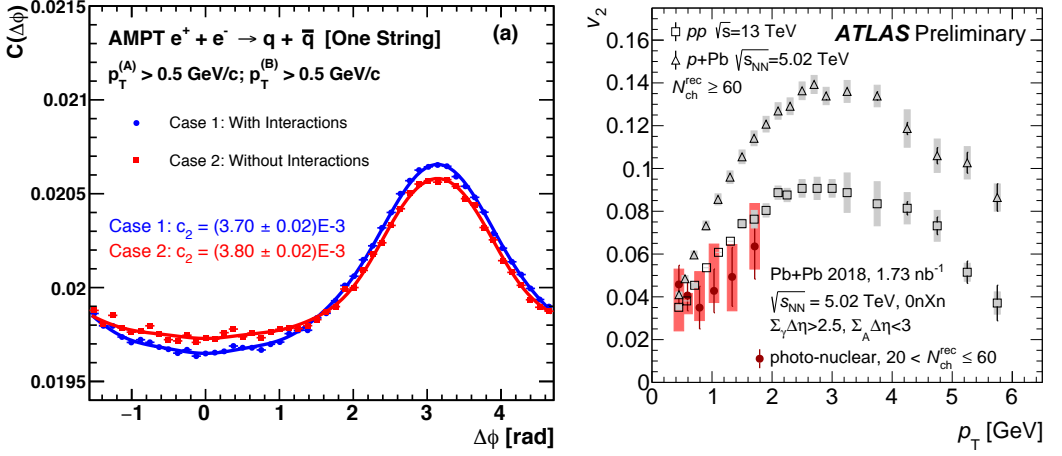 C(Δϕ)
AMPT e⁺ + e⁻ → q + q̅ [One String]
(a)
p_T^(A) > 0.5 GeV/c; p_T^(B) > 0.5 GeV/c
Case 1: With Interactions
Case 2: Without Interactions
Case 1: c₂ = (3.70 ± 0.02)E-3
Case 2: c₂ = (3.80 ± 0.02)E-3
0.021
0.0205
0.02
0.0195
−1 0 1 2 3 4
Δϕ [rad]
v₂
ATLAS Preliminary
pp √s=13 TeV
p+Pb √s_NN=5.02 TeV
N_ch^rec ≥ 60
Pb+Pb 2018, 1.73 nb⁻¹
√s_NN = 5.02 TeV, 0nXn
Σ_γΔη>2.5, Σ_AΔη<3
photo-nuclear, 20 < N_ch^rec ≤ 60
0.16
0.14
0.12
0.1
0.08
0.06
0.04
0.02
0
0 1 2 3 4 5 6
p_T [GeV]